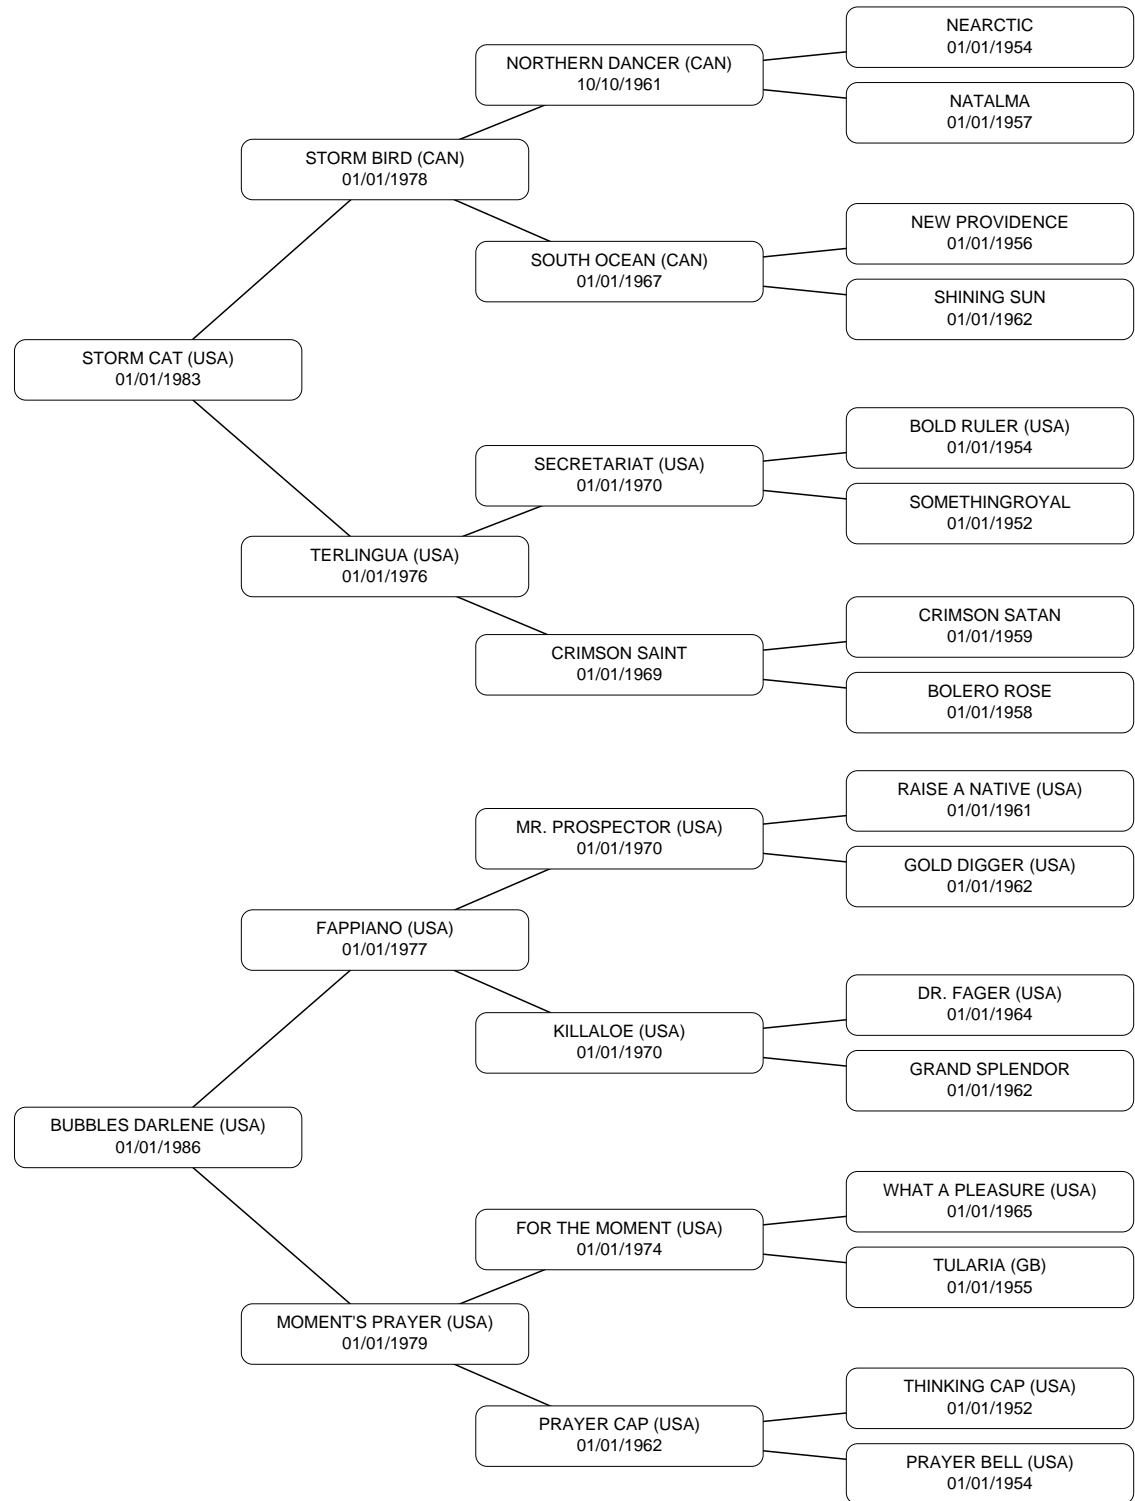 NEARCTIC
01/01/1954
NORTHERN DANCER (CAN)
10/10/1961
NATALMA
01/01/1957
STORM BIRD (CAN)
01/01/1978
NEW PROVIDENCE
01/01/1956
SOUTH OCEAN (CAN)
01/01/1967
SHINING SUN
01/01/1962
STORM CAT (USA)
01/01/1983
BOLD RULER (USA)
01/01/1954
SECRETARIAT (USA)
01/01/1970
SOMETHINGROYAL
01/01/1952
TERLINGUA (USA)
01/01/1976
CRIMSON SATAN
01/01/1959
CRIMSON SAINT
01/01/1969
BOLERO ROSE
01/01/1958
RAISE A NATIVE (USA)
01/01/1961
MR. PROSPECTOR (USA)
01/01/1970
GOLD DIGGER (USA)
01/01/1962
FAPPIANO (USA)
01/01/1977
DR. FAGER (USA)
01/01/1964
KILLALOE (USA)
01/01/1970
GRAND SPLENDOR
01/01/1962
BUBBLES DARLENE (USA)
01/01/1986
WHAT A PLEASURE (USA)
01/01/1965
FOR THE MOMENT (USA)
01/01/1974
TULARIA (GB)
01/01/1955
MOMENT'S PRAYER (USA)
01/01/1979
THINKING CAP (USA)
01/01/1952
PRAYER CAP (USA)
01/01/1962
PRAYER BELL (USA)
01/01/1954